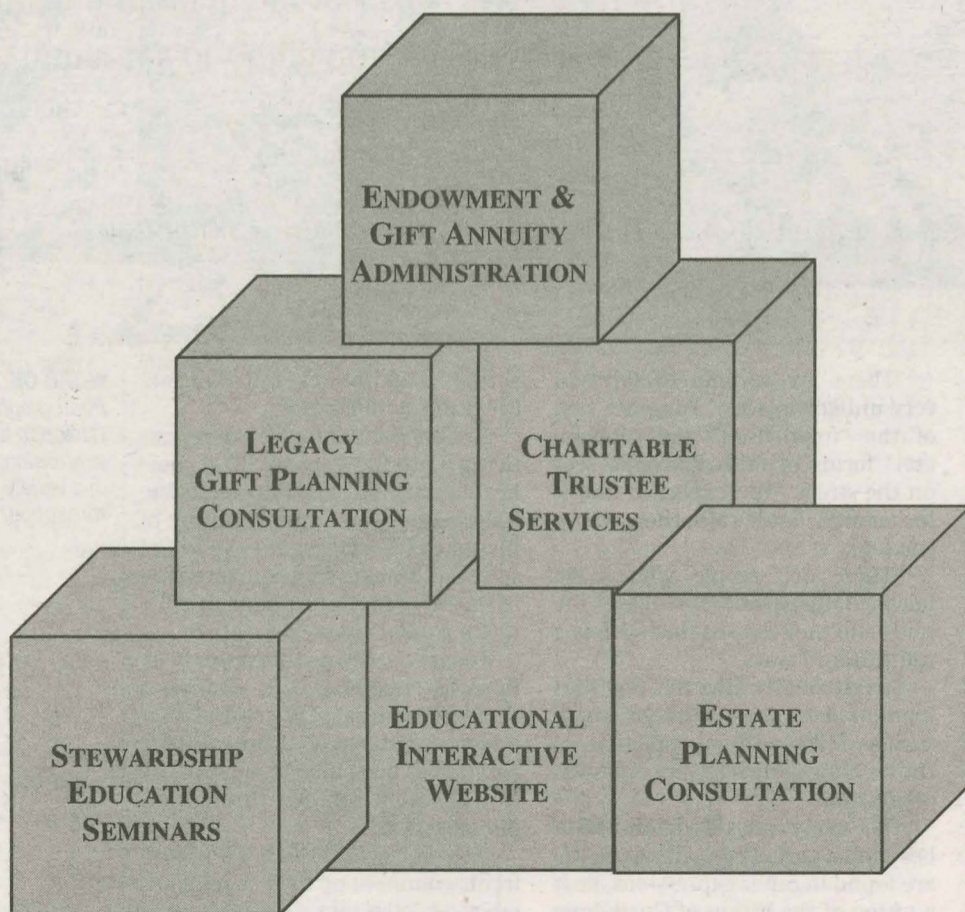 ENDOWMENT &
GIFT ANNUITY
ADMINISTRATION
LEGACY
GIFT PLANNING
CONSULTATION
CHARITABLE
TRUSTEE
SERVICES
STEWARDSHIP
EDUCATION
SEMINARS
EDUCATIONAL
INTERACTIVE
WEBSITE
ESTATE
PLANNING
CONSULTATION